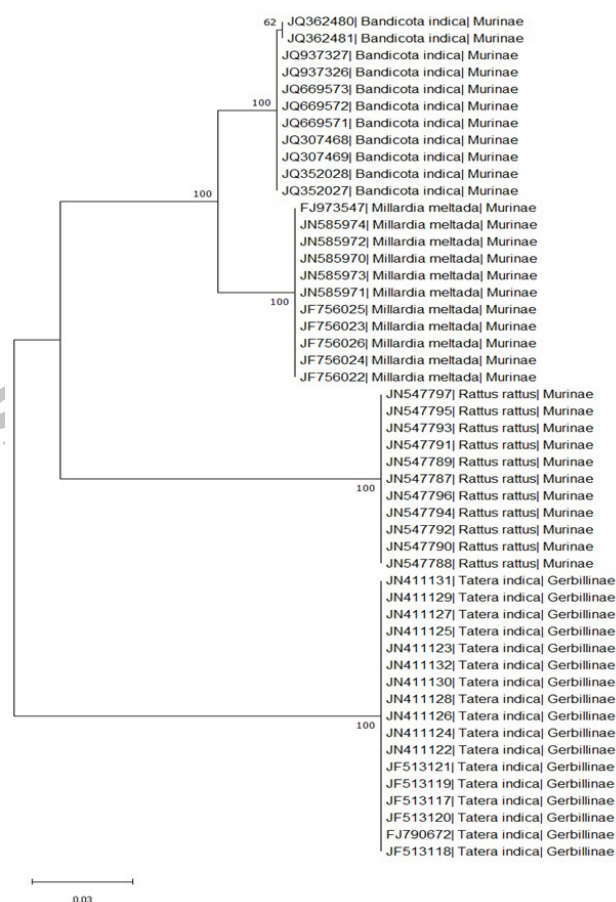 62
JQ362480| Bandicota indica| Murinae
JQ362481| Bandicota indica| Murinae
JQ937327| Bandicota indica| Murinae
JQ937326| Bandicota indica| Murinae
JQ669573| Bandicota indica| Murinae
100
JQ669572| Bandicota indica| Murinae
JQ669571| Bandicota indica| Murinae
JQ307468| Bandicota indica| Murinae
JQ307469| Bandicota indica| Murinae
JQ352028| Bandicota indica| Murinae
JQ352027| Bandicota indica| Murinae
100
FJ973547| Millardia meltada| Murinae
JN585974| Millardia meltada| Murinae
JN585972| Millardia meltada| Murinae
JN585970| Millardia meltada| Murinae
JN585973| Millardia meltada| Murinae
JN585971| Millardia meltada| Murinae
100
JF756025| Millardia meltada| Murinae
JF756023| Millardia meltada| Murinae
JF756026| Millardia meltada| Murinae
JF756024| Millardia meltada| Murinae
JF756022| Millardia meltada| Murinae
JN547797| Rattus rattus| Murinae
JN547795| Rattus rattus| Murinae
JN547793| Rattus rattus| Murinae
JN547791| Rattus rattus| Murinae
JN547789| Rattus rattus| Murinae
JN547787| Rattus rattus| Murinae
100
JN547796| Rattus rattus| Murinae
JN547794| Rattus rattus| Murinae
JN547792| Rattus rattus| Murinae
JN547790| Rattus rattus| Murinae
JN547788| Rattus rattus| Murinae
JN411131| Tatera indica| Gerbillinae
JN411129| Tatera indica| Gerbillinae
JN411127| Tatera indica| Gerbillinae
JN411125| Tatera indica| Gerbillinae
JN411123| Tatera indica| Gerbillinae
JN411132| Tatera indica| Gerbillinae
JN411130| Tatera indica| Gerbillinae
JN411128| Tatera indica| Gerbillinae
JN411126| Tatera indica| Gerbillinae
100
JN411124| Tatera indica| Gerbillinae
JN411122| Tatera indica| Gerbillinae
JF513121| Tatera indica| Gerbillinae
JF513119| Tatera indica| Gerbillinae
JF513117| Tatera indica| Gerbillinae
JF513120| Tatera indica| Gerbillinae
FJ790672| Tatera indica| Gerbillinae
JF513118| Tatera indica| Gerbillinae
0.03